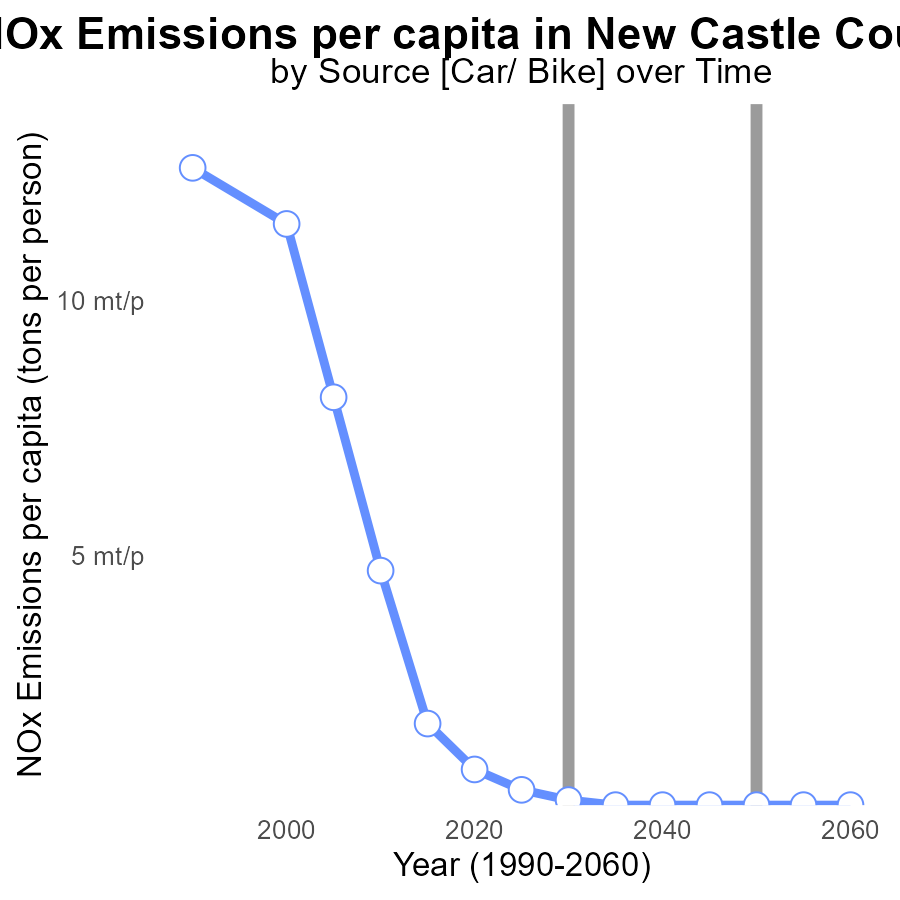 Ox Emissions per capita in New Castle Cou
by Source [Car/ Bike] over Time
NOx Emissions per capita (tons per person)
10 mt/p
5 mt/p
2000 2020 2040 2060
Year (1990-2060)